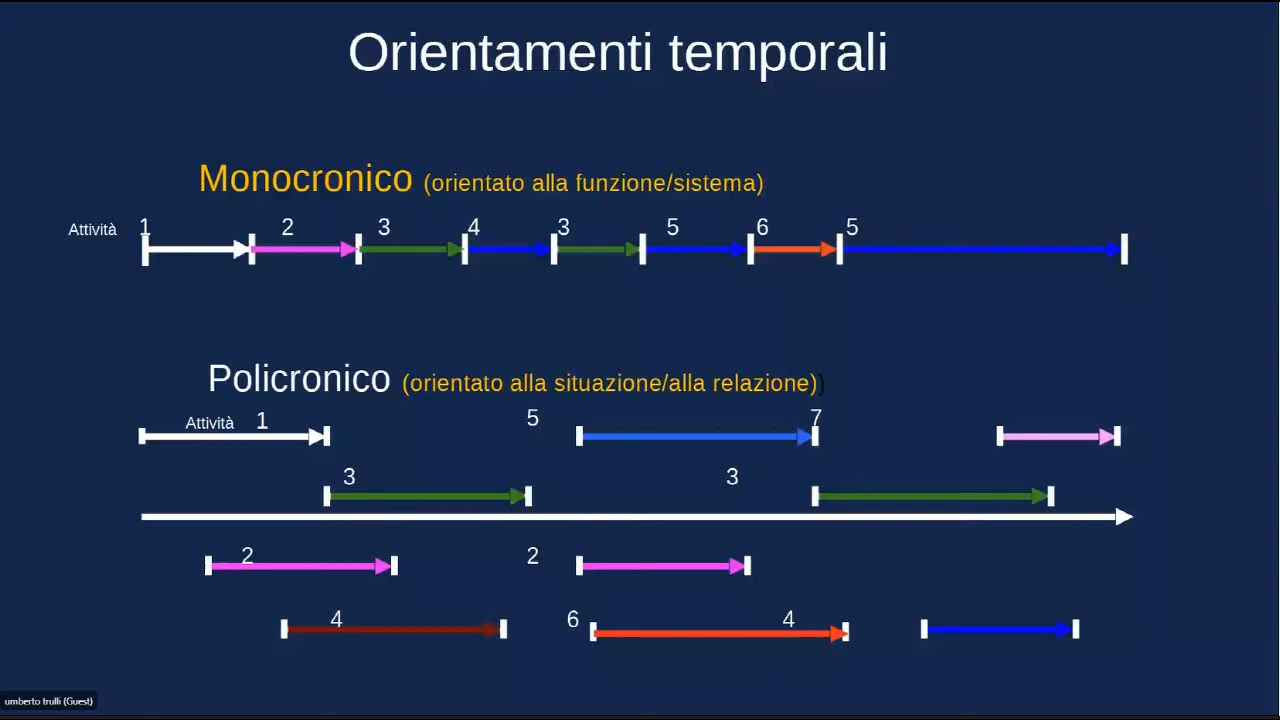 Orientamenti temporali
Monocronico (orientato alla funzione/sistema)
Attività 1 2 3 4 3 5 6 5
Policronico (orientato alla situazione/alla relazione))
Attività 1 5 7
3 3
2 2
4 6 4
umberto trulli (Guest)